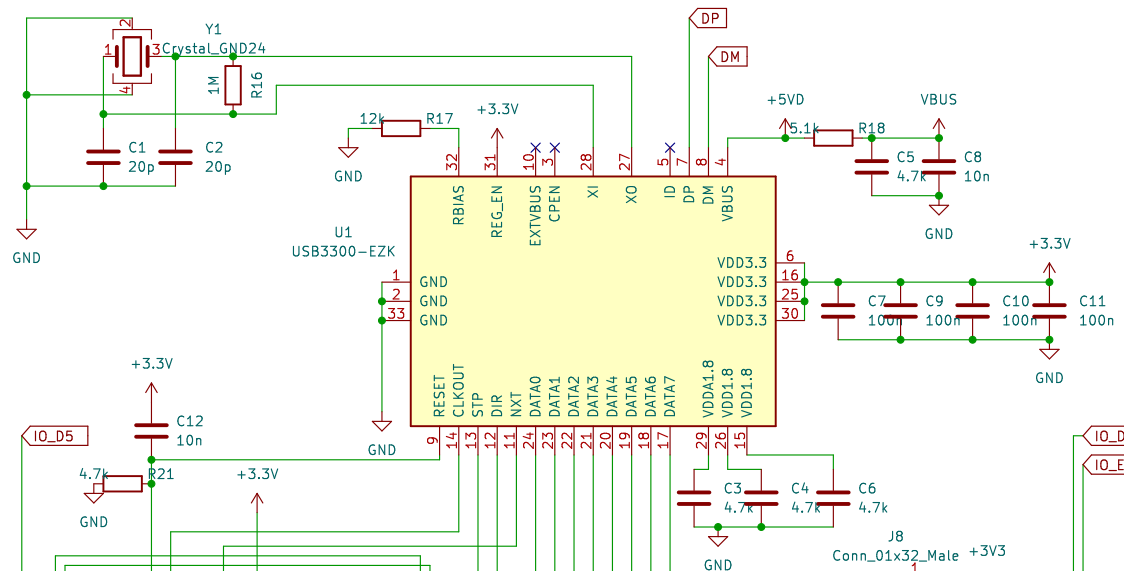 DP
2
Y1
Crystal_GND24
1
3
4
DM
1M
R16
+3.3V
+5VD
VBUS
12k
R17
5.1k
R18
C1
20p
C2
20p
GND
GND
C5
4.7k
C8
10n
GND
32
31
10
3
28
27
5
7
8
4
RBIAS
REG_EN
EXTVBUS
CPEN
XI
XO
ID
DP
DM
VBUS
U1
USB3300-EZK
+3.3V
1
GND
2
GND
33
GND
VDD3.3
6
VDD3.3
16
VDD3.3
25
VDD3.3
30
C7
100n
C9
100n
C10
100n
C11
100n
GND
+3.3V
C12
10n
RESET
CLKOUT
STP
DIR
NXT
DATA0
DATA1
DATA2
DATA3
DATA4
DATA5
DATA6
DATA7
VDDA1.8
VDD1.8
VDD1.8
9
14
13
12
11
24
23
22
21
20
19
18
17
29
26
15
GND
IO_D5
4.7k
R21
GND
+3.3V
C3
4.7k
C4
4.7k
C6
4.7k
GND
IO_D
IO_E
J8
Conn_01x32_Male
+3V3
1